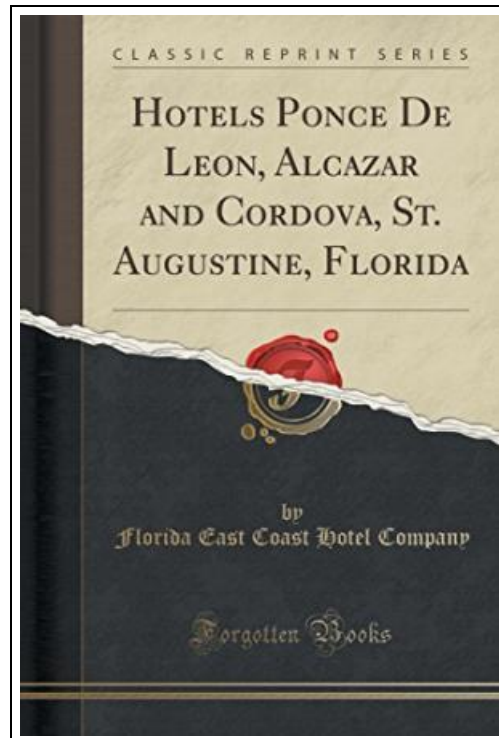 CLASSIC REPRINT SERIES
HOTELS PONCE DE
LEON, ALCAZAR
AND CORDOVA, ST.
AUGUSTINE, FLORIDA
by
Florida East Coast Hotel Company
Forgotten Books